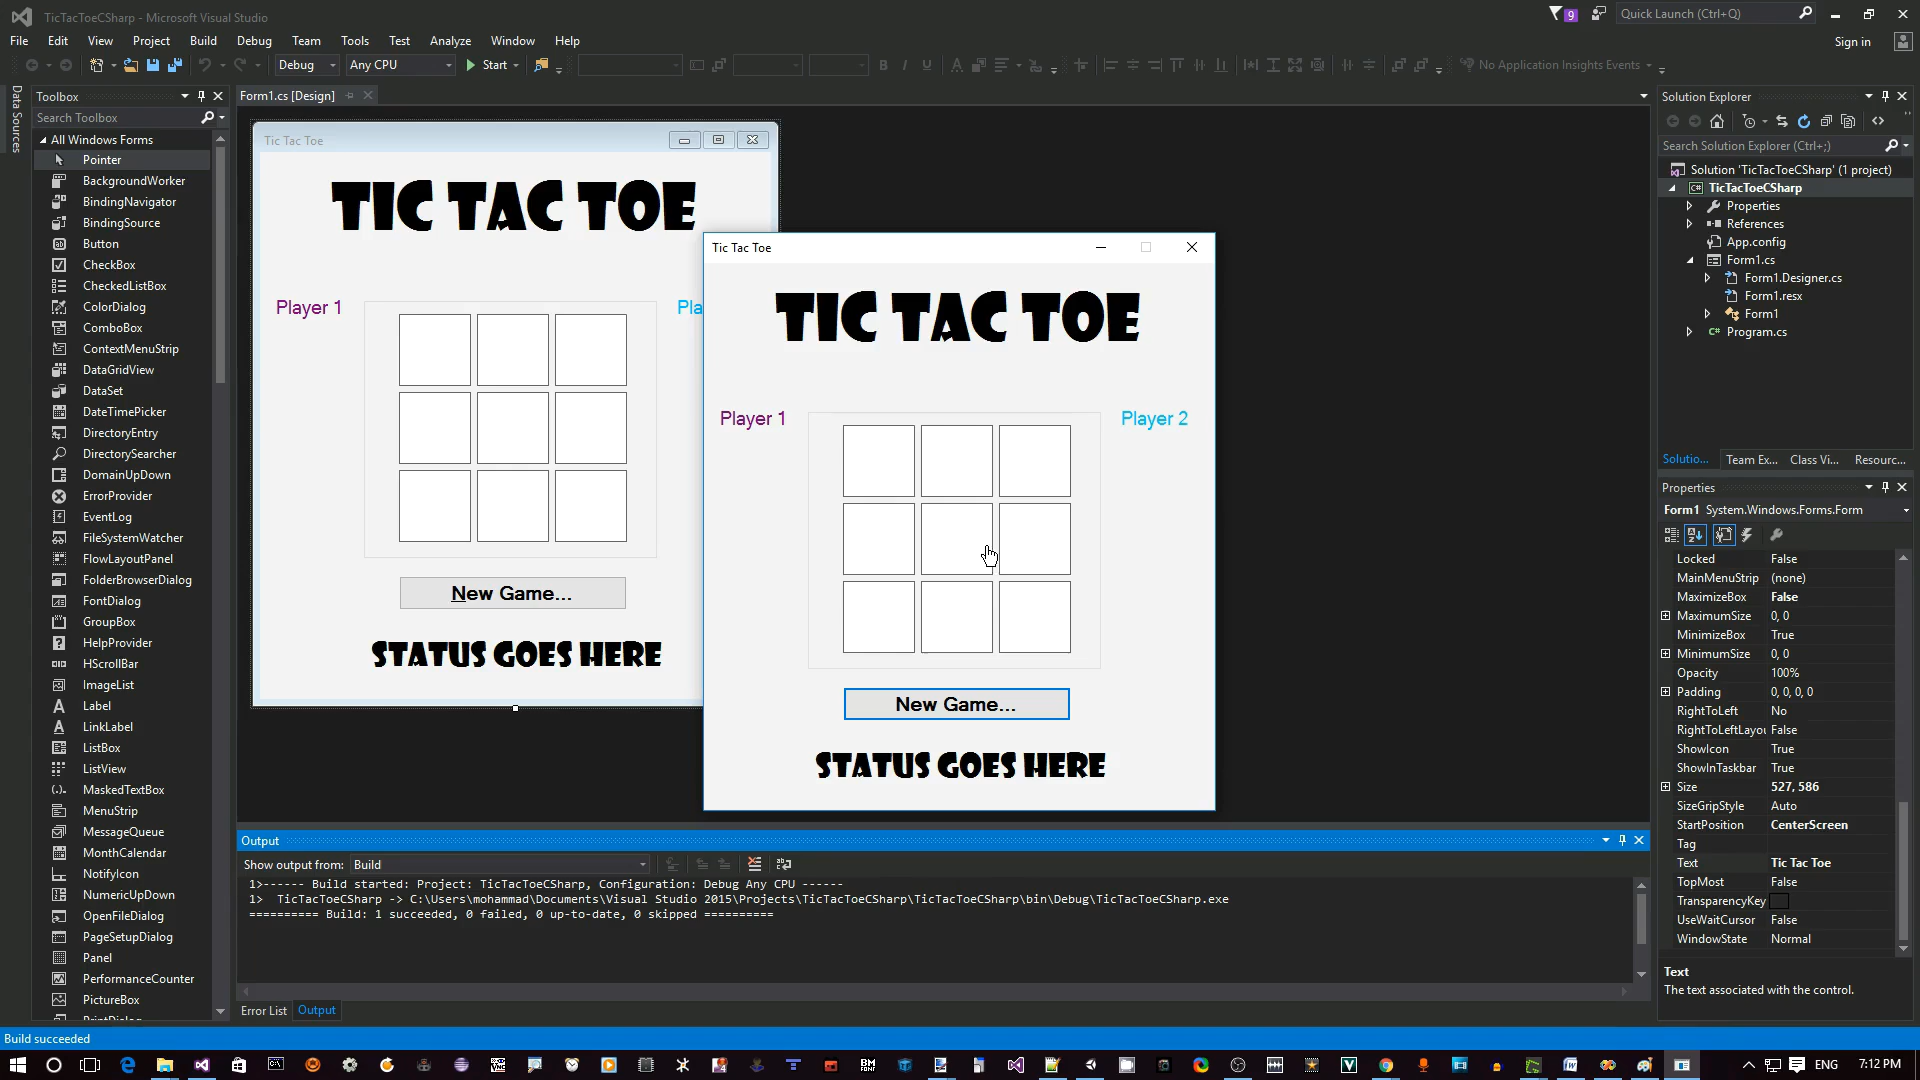 TicTacToeCSharp - Microsoft Visual Studio
9
Quick Launch (Ctrl+Q)
File Edit View Project Build Debug Team Tools Test Analyze Window Help
Sign in
Debug Any CPU Start
No Application Insights Events
Data Sources
Toolbox
Search Toolbox
All Windows Forms
Pointer
BackgroundWorker
BindingNavigator
BindingSource
Button
CheckBox
CheckedListBox
ColorDialog
ComboBox
ContextMenuStrip
DataGridView
DataSet
DateTimePicker
DirectoryEntry
DirectorySearcher
DomainUpDown
ErrorProvider
EventLog
FileSystemWatcher
FlowLayoutPanel
FolderBrowserDialog
FontDialog
GroupBox
HelpProvider
HScrollBar
ImageList
Label
LinkLabel
ListBox
ListView
MaskedTextBox
MenuStrip
MessageQueue
MonthCalendar
NotifyIcon
NumericUpDown
OpenFileDialog
PageSetupDialog
Panel
PerformanceCounter
PictureBox
PrintDialog
Form1.cs [Design]
Tic Tac Toe
TIC TAC TOE
Player 1
Pla
New Game...
STATUS GOES HERE
Tic Tac Toe
TIC TAC TOE
Player 1
Player 2
New Game...
STATUS GOES HERE
Output
Show output from: Build
1>------ Build started: Project: TicTacToeCSharp, Configuration: Debug Any CPU ------
1>  TicTacToeCSharp -> C:\Users\mohammad\Documents\Visual Studio 2015\Projects\TicTacToeCSharp\TicTacToeCSharp\bin\Debug\TicTacToeCSharp.exe
========== Build: 1 succeeded, 0 failed, 0 up-to-date, 0 skipped ==========
Error List Output
Solution Explorer
Search Solution Explorer (Ctrl+;)
Solution 'TicTacToeCSharp' (1 project)
TicTacToeCSharp
Properties
References
App.config
Form1.cs
Form1.Designer.cs
Form1.resx
Form1
Program.cs
Solutio... Team Ex... Class Vi... Resourc...
Properties
Form1 System.Windows.Forms.Form
Locked False
MainMenuStrip (none)
MaximizeBox False
MaximumSize 0, 0
MinimizeBox True
MinimumSize 0, 0
Opacity 100%
Padding 0, 0, 0, 0
RightToLeft No
RightToLeftLayou False
ShowIcon True
ShowInTaskbar True
Size 527, 586
SizeGripStyle Auto
StartPosition CenterScreen
Tag
Text Tic Tac Toe
TopMost False
TransparencyKey
UseWaitCursor False
WindowState Normal
Text
The text associated with the control.
Build succeeded
ENG 7:12 PM